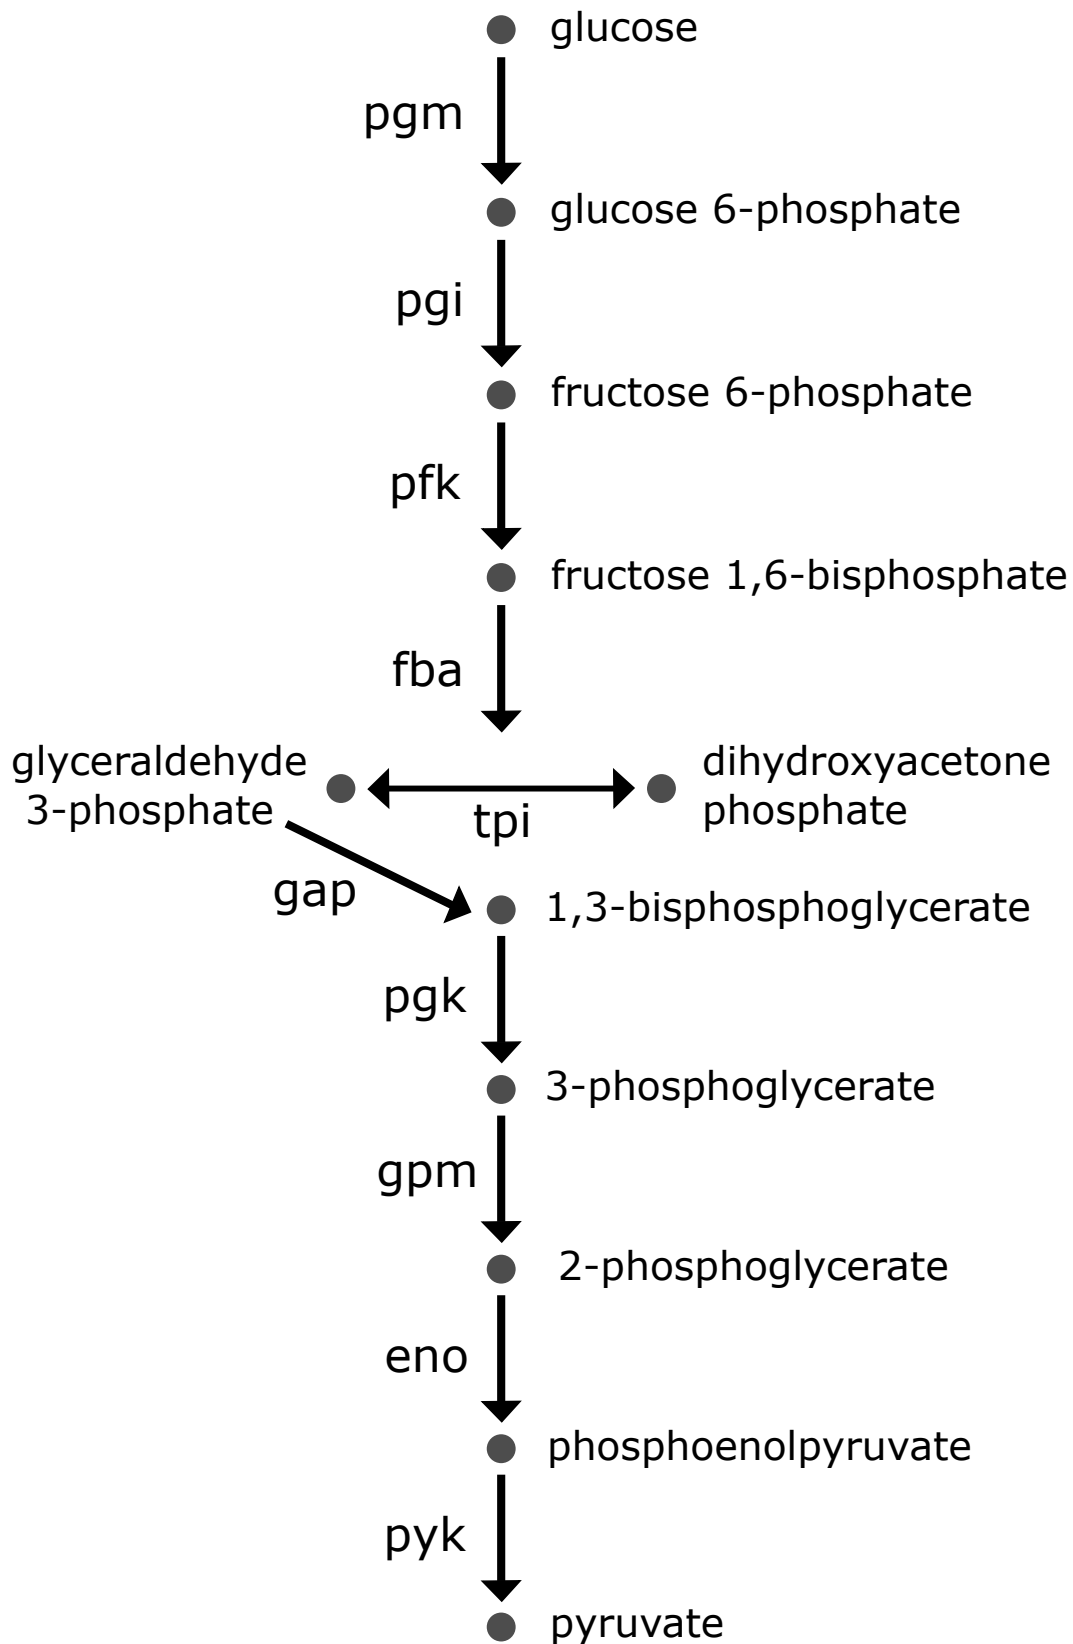 glucose
pgm
glucose 6-phosphate
pgi
fructose 6-phosphate
pfk
fructose 1,6-bisphosphate
fba
glyceraldehyde
3-phosphate
dihydroxyacetone
phosphate
tpi
gap
1,3-bisphosphoglycerate
pgk
3-phosphoglycerate
gpm
2-phosphoglycerate
eno
phosphoenolpyruvate
pyk
pyruvate